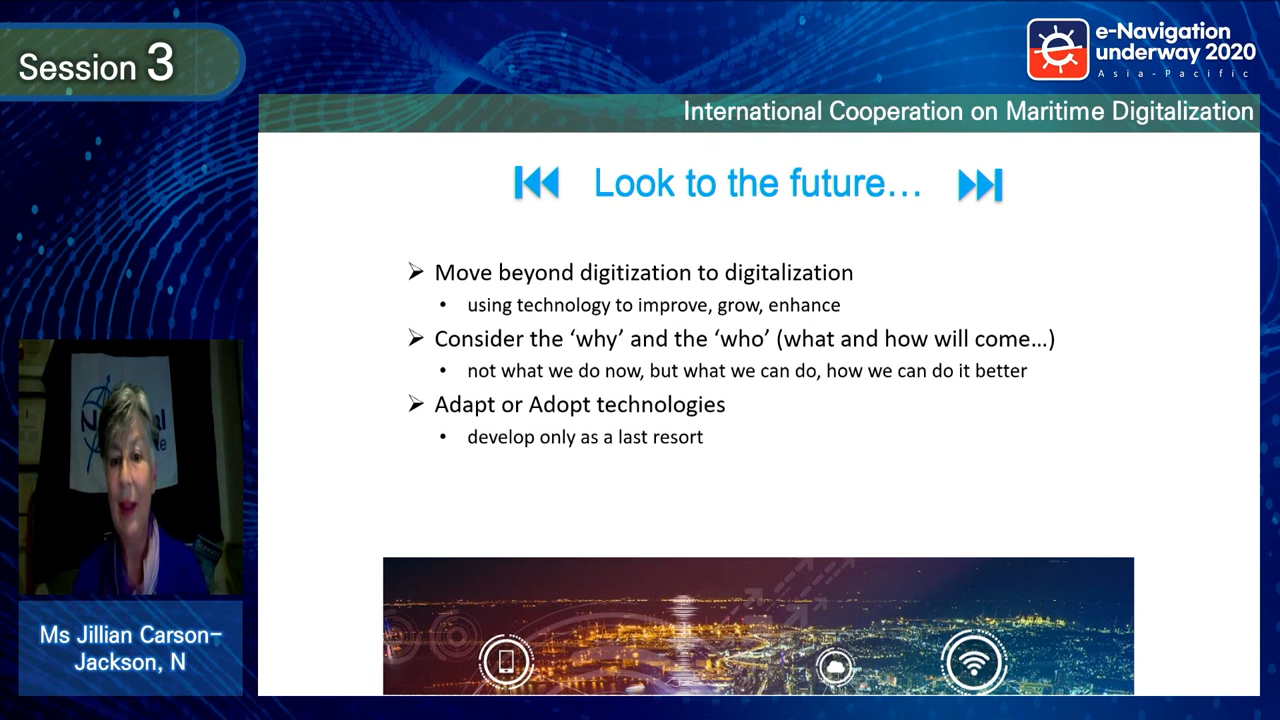 Session 3
e-Navigation
underway 2020
Asia-Pacific
International Cooperation on Maritime Digitalization
Look to the future...
➢ Move beyond digitization to digitalization
• using technology to improve, grow, enhance
➢ Consider the ‘why’ and the ‘who’ (what and how will come…)
• not what we do now, but what we can do, how we can do it better
➢ Adapt or Adopt technologies
• develop only as a last resort
Ms Jillian Carson-
Jackson, N